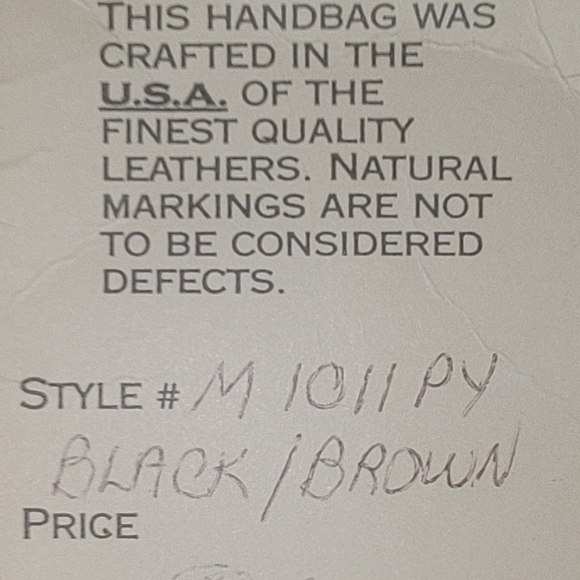 THIS HANDBAG WAS
CRAFTED IN THE
U.S.A. OF THE
FINEST QUALITY
LEATHERS. NATURAL
MARKINGS ARE NOT
TO BE CONSIDERED
DEFECTS.
STYLE # M 1011 PY
BLACK/BROWN
PRICE